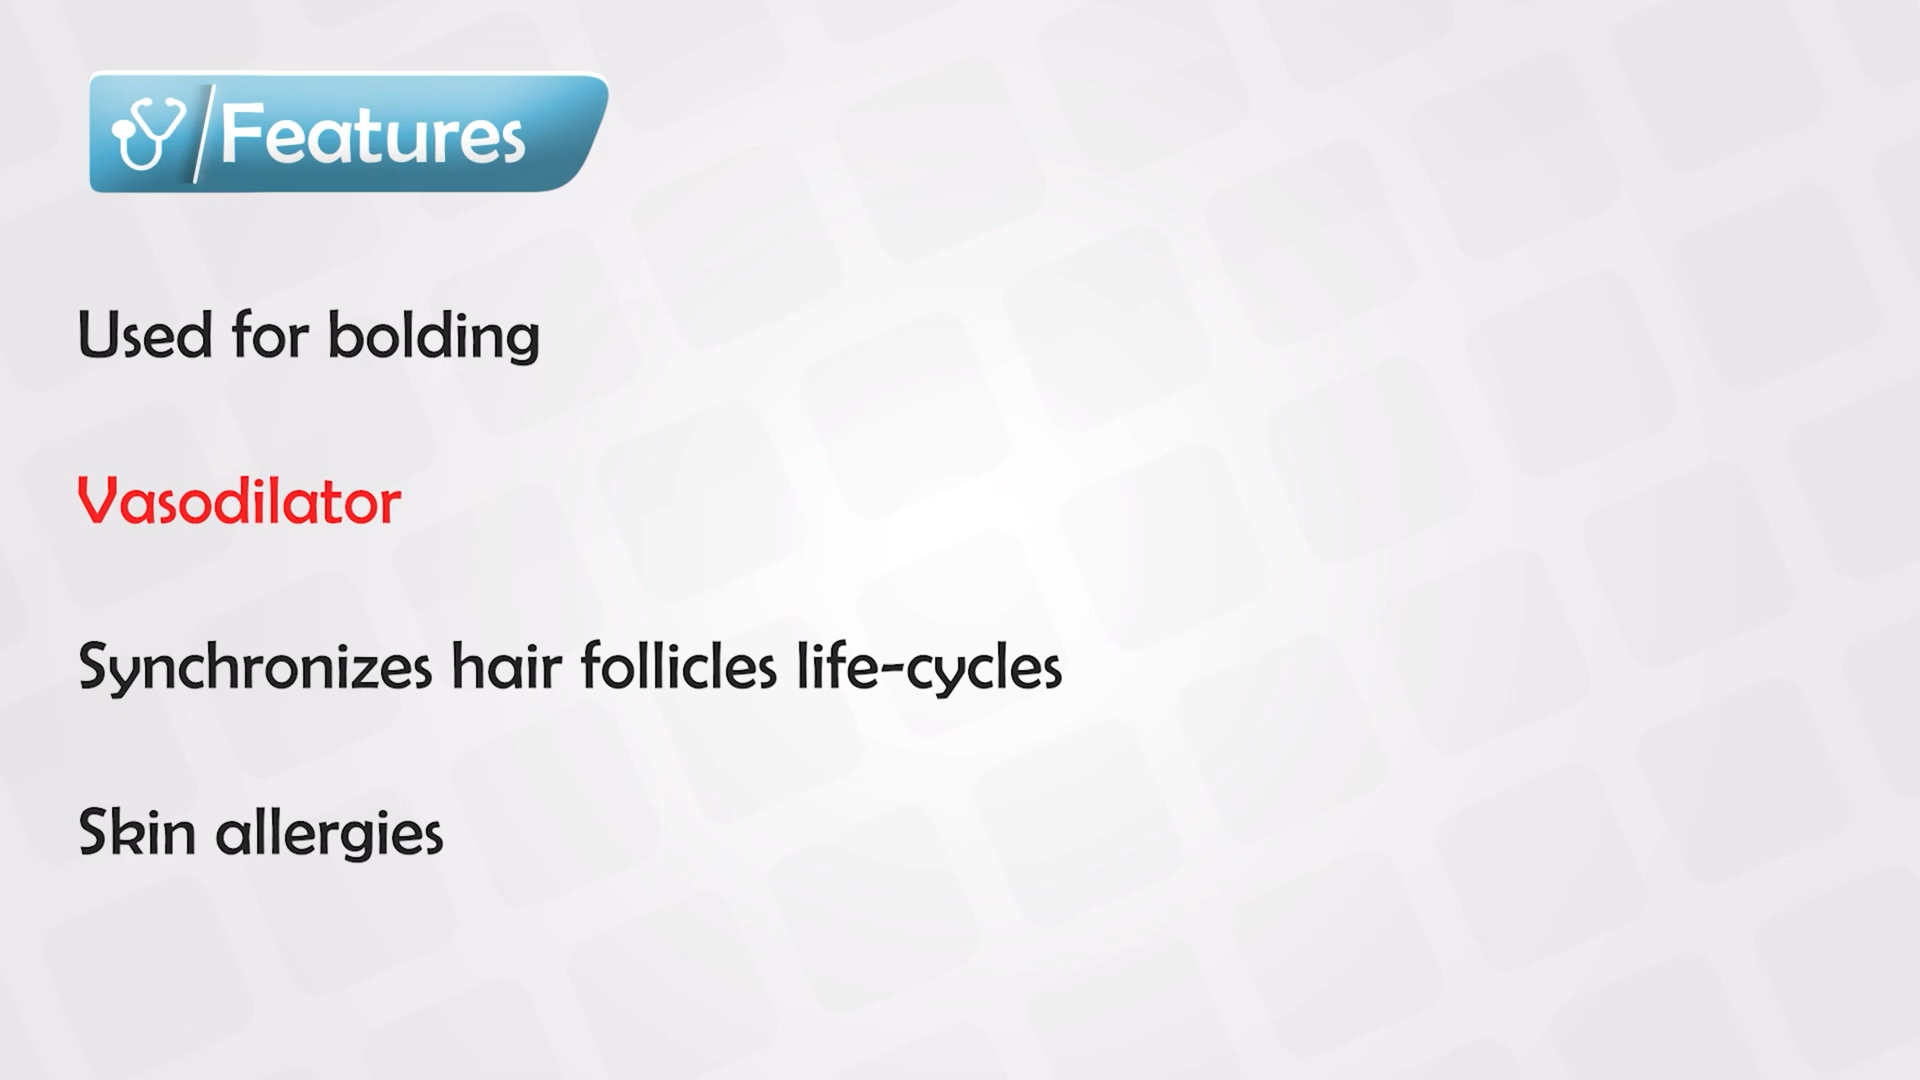 Features
Used for bolding
Vasodilator
Synchronizes hair follicles life-cycles
Skin allergies